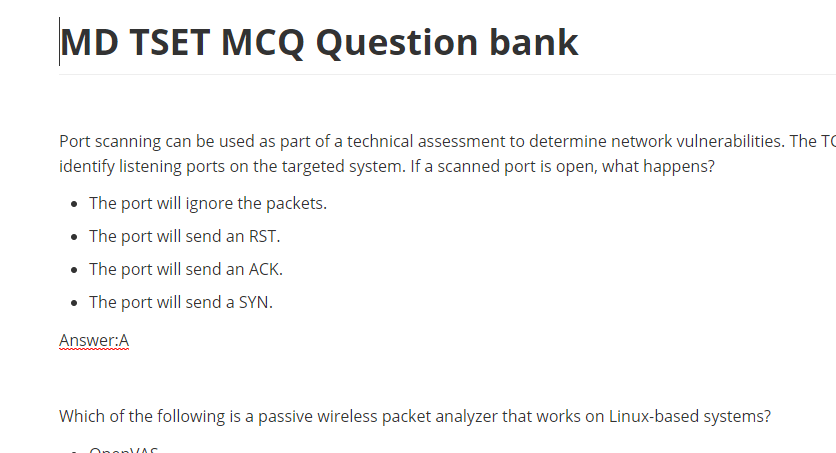 MD TSET MCQ Question bank
Port scanning can be used as part of a technical assessment to determine network vulnerabilities. The
identify listening ports on the targeted system. If a scanned port is open, what happens?
The port will ignore the packets.
The port will send an RST.
The port will send an ACK.
The port will send a SYN.
Answer:A
Which of the following is a passive wireless packet analyzer that works on Linux-based systems?
OpenVAS